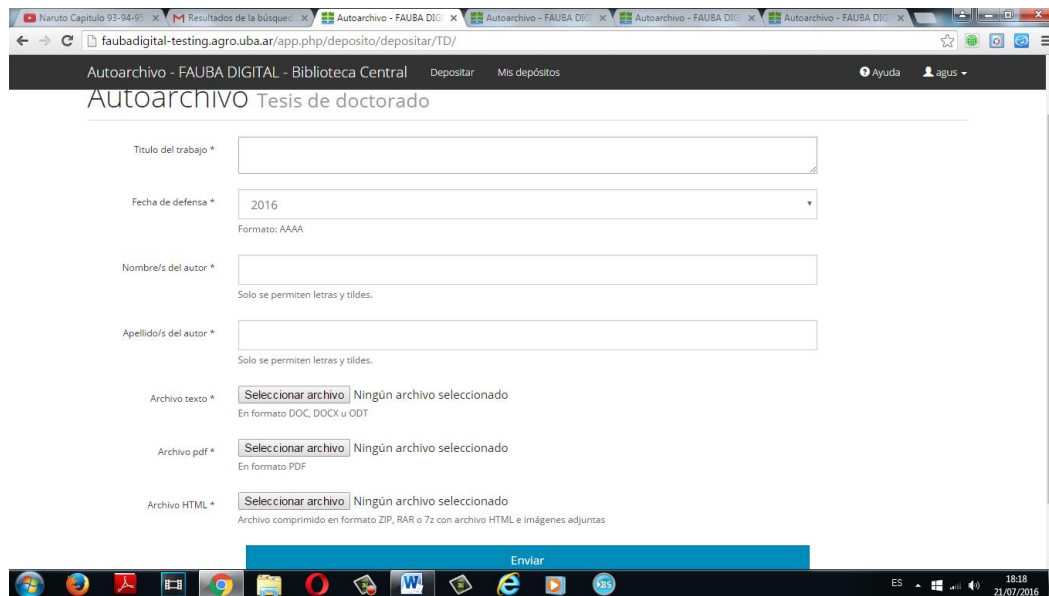 Naruto Capitulo 93-94-95
Resultados de la búsqued
Autoarchivo - FAUBA DIG
Autoarchivo - FAUBA DIG
Autoarchivo - FAUBA DIG
Autoarchivo - FAUBA DIG
faubadigital-testing.agro.uba.ar/app.php/deposito/depositar/TD/
Autoarchivo - FAUBA DIGITAL - Biblioteca Central Depositar Mis depósitos Ayuda agus
Autoarchivo Tesis de doctorado
Titulo del trabajo *
Fecha de defensa * 2016
Formato: AAAA
Nombre/s del autor *
Solo se permiten letras y tildes.
Apellido/s del autor *
Solo se permiten letras y tildes.
Archivo texto * Seleccionar archivo Ningún archivo seleccionado
En formato DOC, DOCX u ODT
Archivo pdf * Seleccionar archivo Ningún archivo seleccionado
En formato PDF
Archivo HTML * Seleccionar archivo Ningún archivo seleccionado
Archivo comprimido en formato ZIP, RAR o 7z con archivo HTML e imágenes adjuntas
Enviar
ES 18:18
21/07/2016